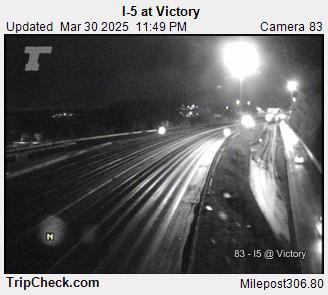 I-5 at Victory
Updated Mar 30 2025 11:49 PM Camera 83
T
N
83 - I5 @ Victory
TripCheck.com Milepost306.80